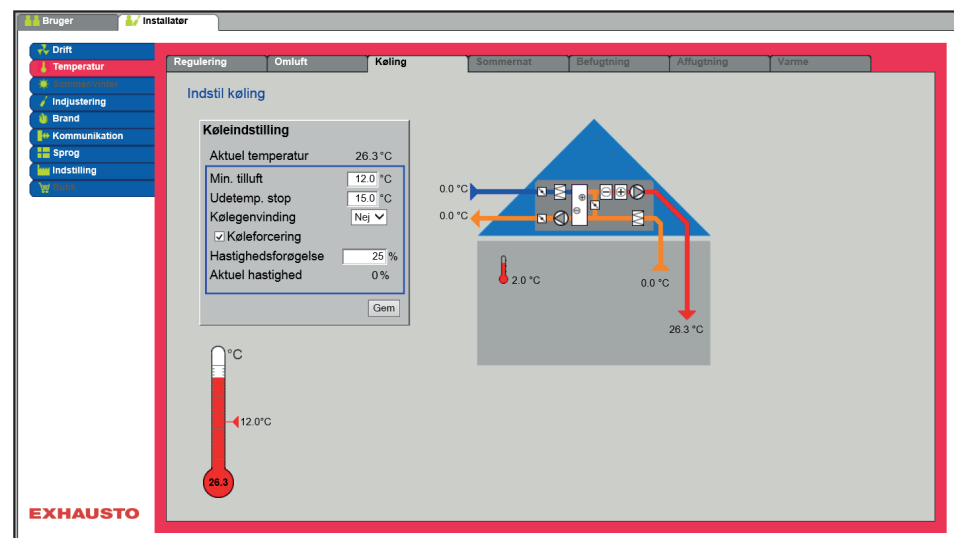 Bruger
Installatør
Drift
Temperatur
Sommer/vinter
Indjustering
Brand
Kommunikation
Sprog
Indstilling
Butik
Regulering
Omluft
Køling
Sommernat
Befugtning
Affugtning
Varme
Indstil køling
Køleindstilling
Aktuel temperatur 26.3 °C
Min. tilluft 12.0 °C
Udetemp. stop 15.0 °C
Kølegenvinding Nej
Køleforcering
Hastighedsforøgelse 25 %
Aktuel hastighed 0 %
Gem
0.0 °C
0.0 °C
2.0 °C
0.0 °C
26.3 °C
°C
12.0°C
26.3
EXHAUSTO